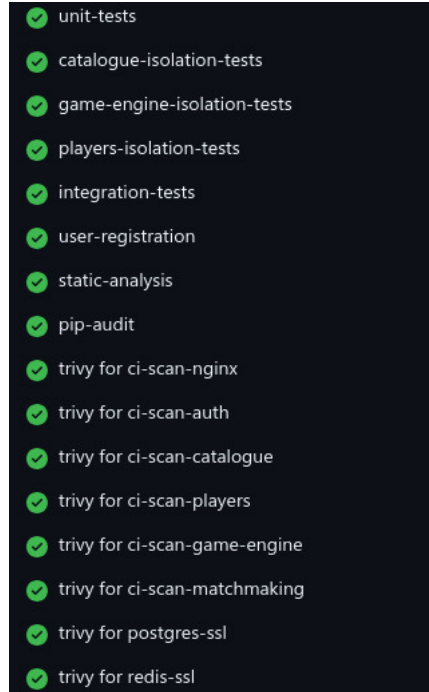 unit-tests
catalogue-isolation-tests
game-engine-isolation-tests
players-isolation-tests
integration-tests
user-registration
static-analysis
pip-audit
trivy for ci-scan-nginx
trivy for ci-scan-auth
trivy for ci-scan-catalogue
trivy for ci-scan-players
trivy for ci-scan-game-engine
trivy for ci-scan-matchmaking
trivy for postgres-ssl
trivy for redis-ssl